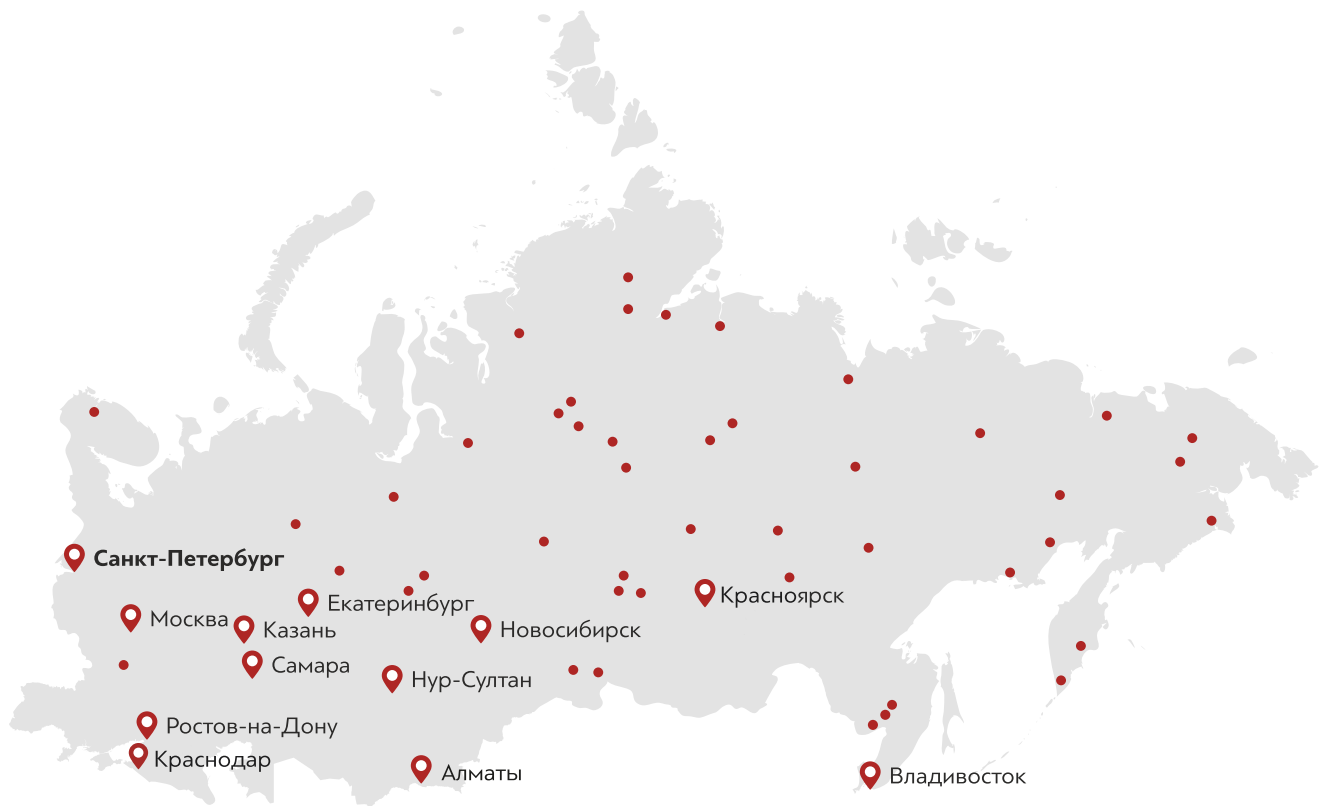 Санкт-Петербург
Екатеринбург
Красноярск
Москва
Казань
Новосибирск
Самара
Нур-Султан
Ростов-на-Дону
Краснодар
Алматы
Владивосток